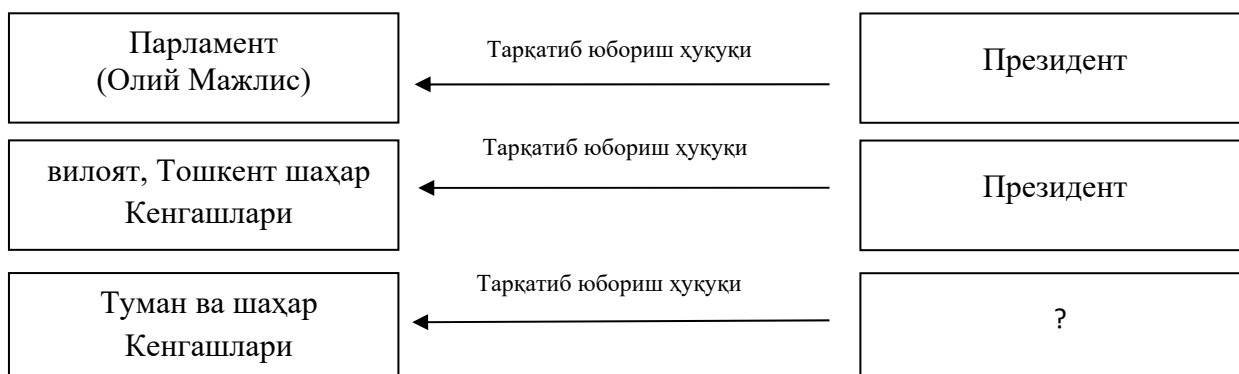 Парламент
(Олий Мажлис)
Тарқатиб юбориш ҳуқуқи
Президент
вилоят, Тошкент шаҳар
Кенгашлари
Тарқатиб юбориш ҳуқуқи
Президент
Туман ва шаҳар
Кенгашлари
Тарқатиб юбориш ҳуқуқи
?